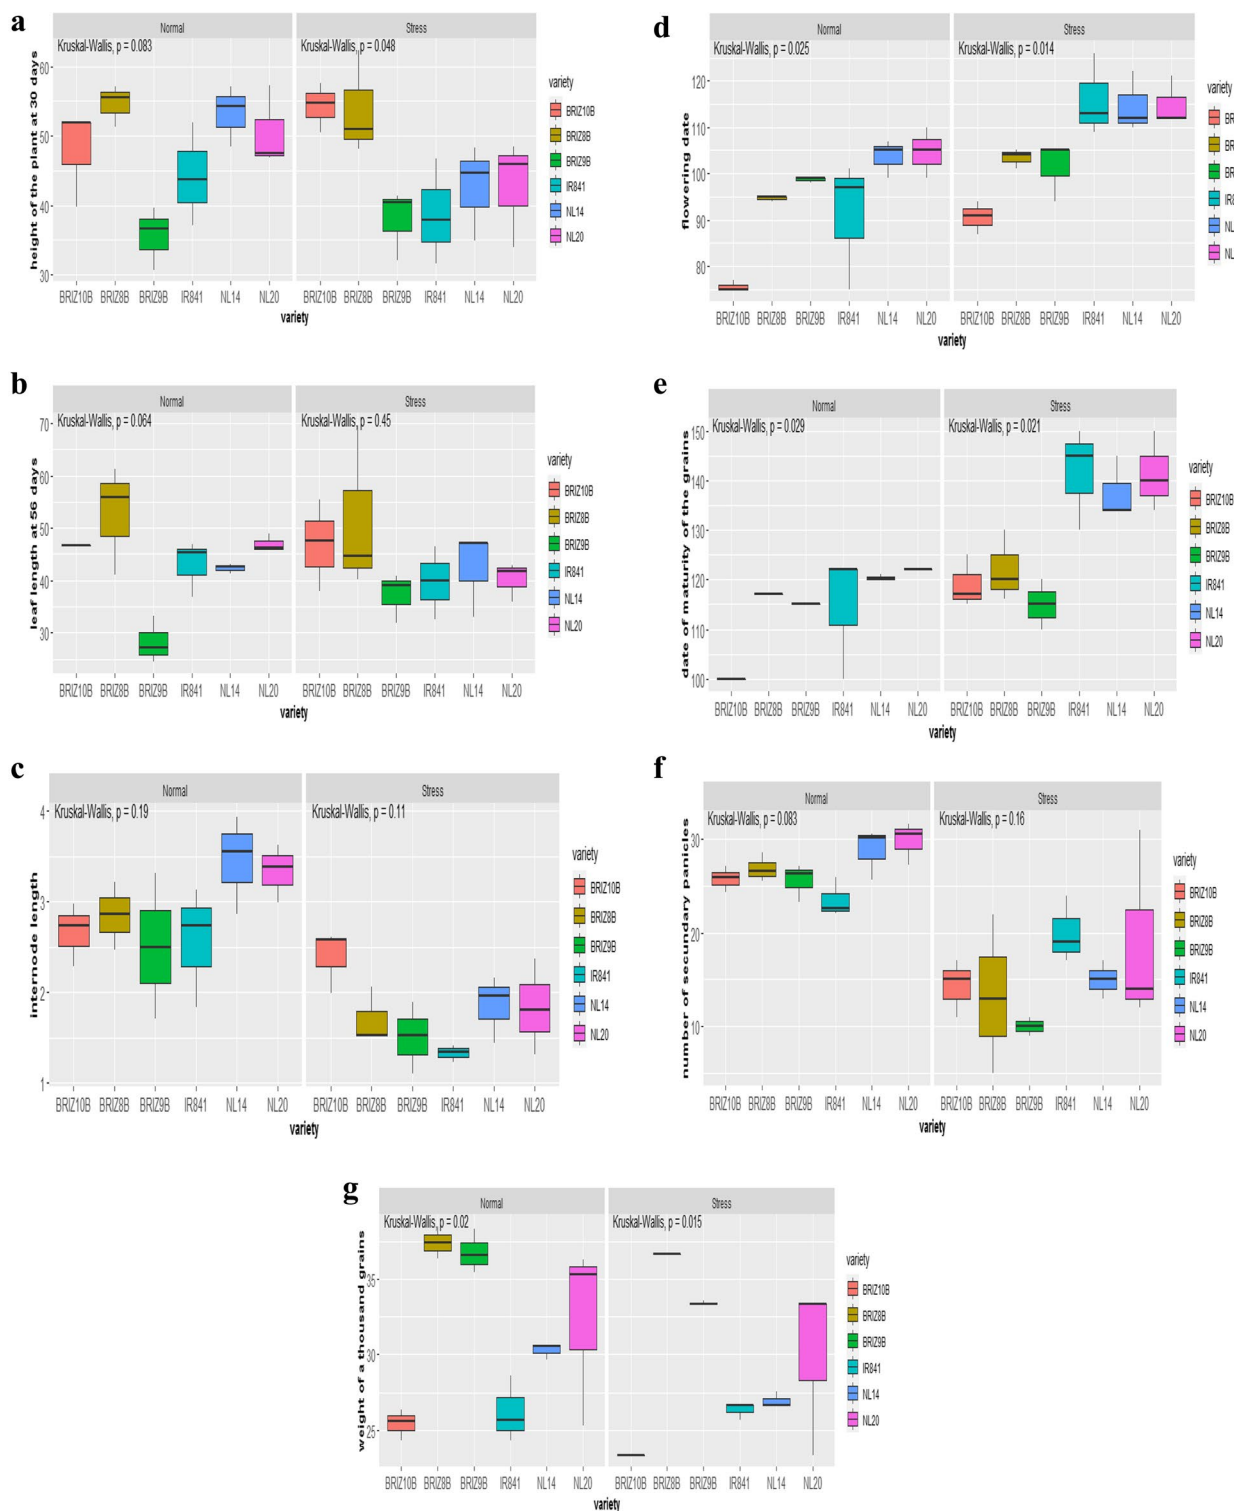 a
Normal
Stress
Kruskal-Wallis, p = 0.083
Kruskal-Wallis, p = 0.048
height of the plant at 30 days
60
50
40
30
BRIZ10B BRIZ8B BRIZ9B IR841 NL14 NL20
BRIZ10B BRIZ8B BRIZ9B IR841 NL14 NL20
variety
variety
BRIZ10B
BRIZ8B
BRIZ9B
IR841
NL14
NL20
d
Normal
Stress
Kruskal-Wallis, p = 0.025
Kruskal-Wallis, p = 0.014
flowering date
120
110
100
90
80
BRIZ10B BRIZ8B BRIZ9B IR841 NL14 NL20
BRIZ10B BRIZ8B BRIZ9B IR841 NL14 NL20
variety
variety
BR
BR
BR
IR8
NL
NL
b
Normal
Stress
Kruskal-Wallis, p = 0.064
Kruskal-Wallis, p = 0.45
leaf length at 56 days
70
60
50
40
30
BRIZ10B BRIZ8B BRIZ9B IR841 NL14 NL20
BRIZ10B BRIZ8B BRIZ9B IR841 NL14 NL20
variety
variety
BRIZ10B
BRIZ8B
BRIZ9B
IR841
NL14
NL20
e
Normal
Stress
Kruskal-Wallis, p = 0.029
Kruskal-Wallis, p = 0.021
date of maturity of the grains
150
140
130
120
110
100
BRIZ10B BRIZ8B BRIZ9B IR841 NL14 NL20
BRIZ10B BRIZ8B BRIZ9B IR841 NL14 NL20
variety
variety
BRIZ10B
BRIZ8B
BRIZ9B
IR841
NL14
NL20
c
Normal
Stress
Kruskal-Wallis, p = 0.19
Kruskal-Wallis, p = 0.11
internode length
4
3
2
1
BRIZ10B BRIZ8B BRIZ9B IR841 NL14 NL20
BRIZ10B BRIZ8B BRIZ9B IR841 NL14 NL20
variety
variety
BRIZ10B
BRIZ8B
BRIZ9B
IR841
NL14
NL20
f
Normal
Stress
Kruskal-Wallis, p = 0.083
Kruskal-Wallis, p = 0.16
number of secundary panicles
30
20
10
BRIZ10B BRIZ8B BRIZ9B IR841 NL14 NL20
BRIZ10B BRIZ8B BRIZ9B IR841 NL14 NL20
variety
variety
BRIZ10B
BRIZ8B
BRIZ9B
IR841
NL14
NL20
g
Normal
Stress
Kruskal-Wallis, p = 0.02
Kruskal-Wallis, p = 0.015
weight of a thousand grains
35
30
25
BRIZ10B BRIZ8B BRIZ9B IR841 NL14 NL20
BRIZ10B BRIZ8B BRIZ9B IR841 NL14 NL20
variety
variety
BRIZ10B
BRIZ8B
BRIZ9B
IR841
NL14
NL20